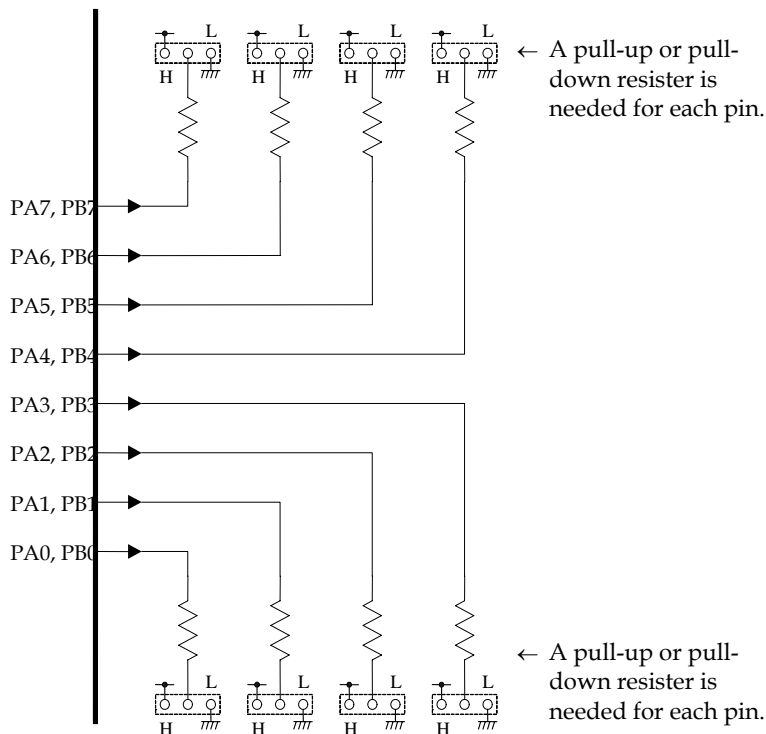 L L L L
← A pull-up or pull-
H H H H
down resister is
needed for each pin.
PA7, PB7
PA6, PB6
PA5, PB5
PA4, PB4
PA3, PB3
PA2, PB2
PA1, PB1
PA0, PB0
← A pull-up or pull-
L L L L
down resister is
H H H H
needed for each pin.